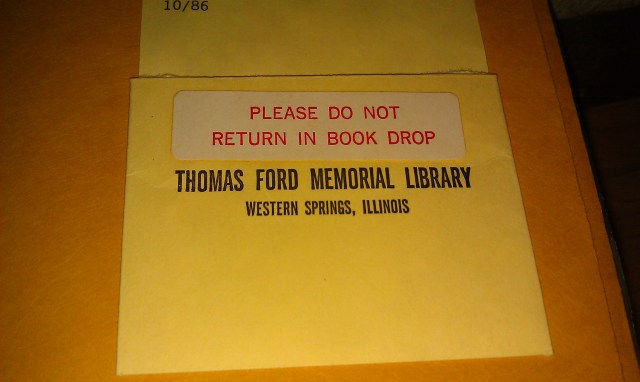 10/86
PLEASE DO NOT
RETURN IN BOOK DROP
THOMAS FORD MEMORIAL LIBRARY
WESTERN SPRINGS, ILLINOIS